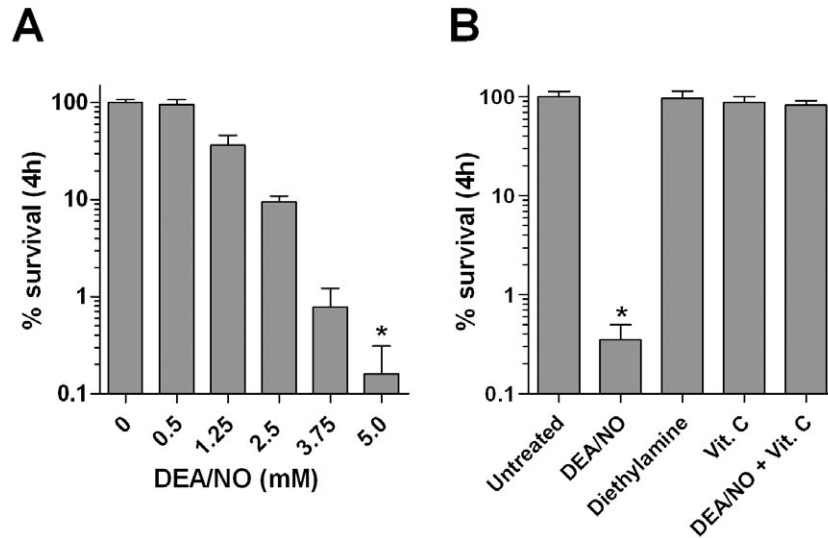 A
% survival (4h)
100
10
1
0.1
*
0
0.5
1.25
2.5
3.75
5.0
DEA/NO (mM)
B
% survival (4h)
100
10
1
0.1
*
Untreated
DEA/NO
Diethylamine
Vit. C
DEA/NO + Vit. C